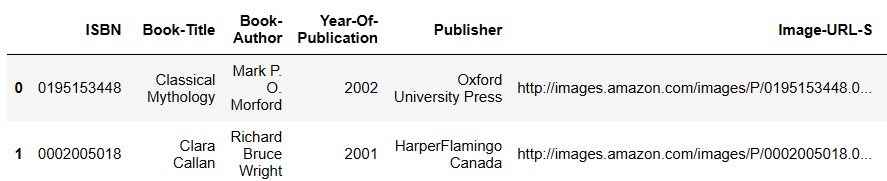 ISBN Book-Title Book-Author Year-Of-Publication Publisher Image-URL-S
0 0195153448 Classical Mythology Mark P. O. Morford 2002 Oxford University Press http://images.amazon.com/images/P/0195153448.0...
1 0002005018 Clara Callan Richard Bruce Wright 2001 HarperFlamingo Canada http://images.amazon.com/images/P/0002005018.0...